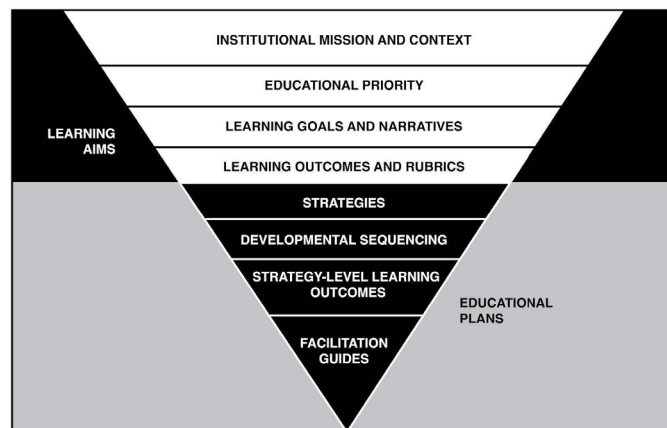 INSTITUTIONAL MISSION AND CONTEXT
EDUCATIONAL PRIORITY
LEARNING GOALS AND NARRATIVES
LEARNING
AIMS
LEARNING OUTCOMES AND RUBRICS
STRATEGIES
DEVELOPMENTAL SEQUENCING
STRATEGY-LEVEL LEARNING
OUTCOMES
EDUCATIONAL
PLANS
FACILITATION
GUIDES